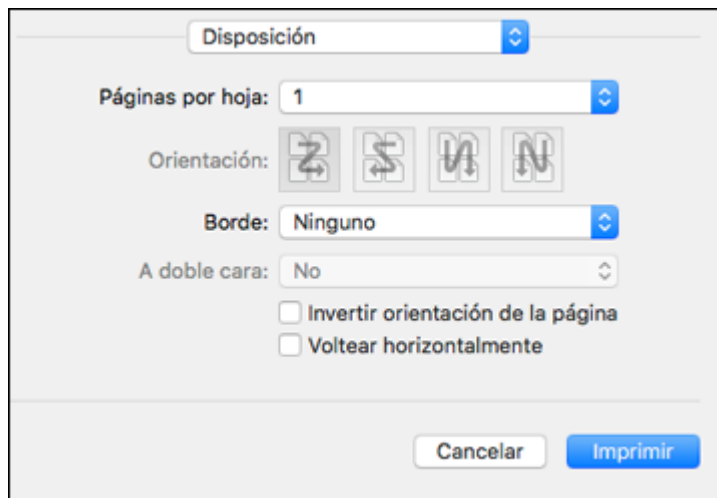 Disposición
Páginas por hoja: 1
Orientación:
Borde: Ninguno
A doble cara: No
Invertir orientación de la página
Voltear horizontalmente
Cancelar Imprimir